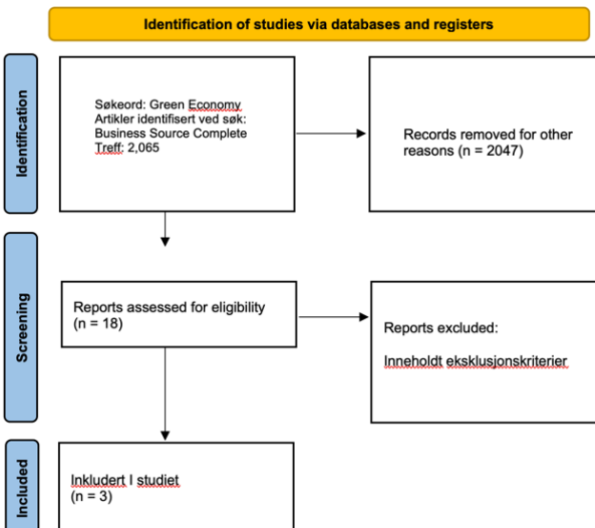 Identification of studies via databases and registers
Identification
Søkeord: Green Economy
Artikler identifisert ved søk:
Business Source Complete
Treff: 2,065
Records removed for other
reasons (n = 2047)
Screening
Reports assessed for eligibility
(n = 18)
Reports excluded:
Inneholdt eksklusjonskriterier
Included
Inkludert I studiet
(n = 3)